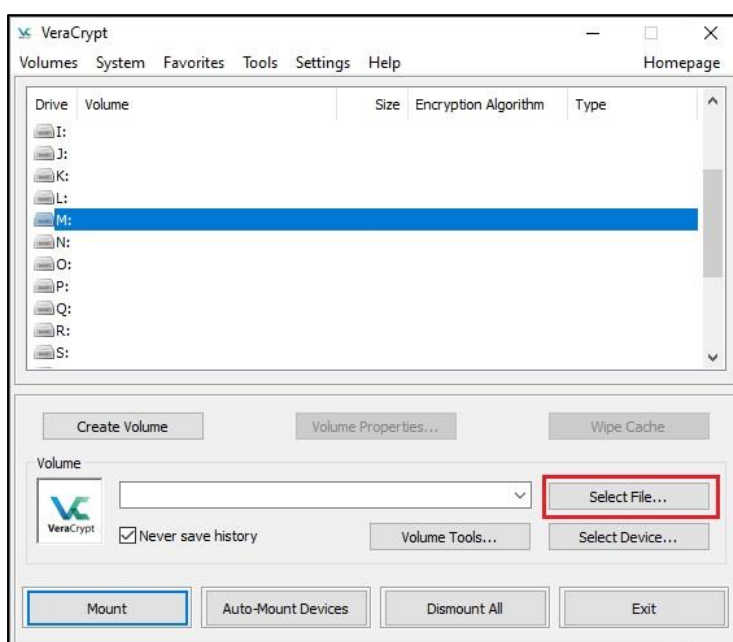 VeraCrypt
Volumes System Favorites Tools Settings Help Homepage
Drive Volume Size Encryption Algorithm Type
I:
J:
K:
L:
M:
N:
O:
P:
Q:
R:
S:
Create Volume Volume Properties... Wipe Cache
Volume
Select File...
VeraCrypt
Never save history Volume Tools... Select Device...
Mount Auto-Mount Devices Dismount All Exit